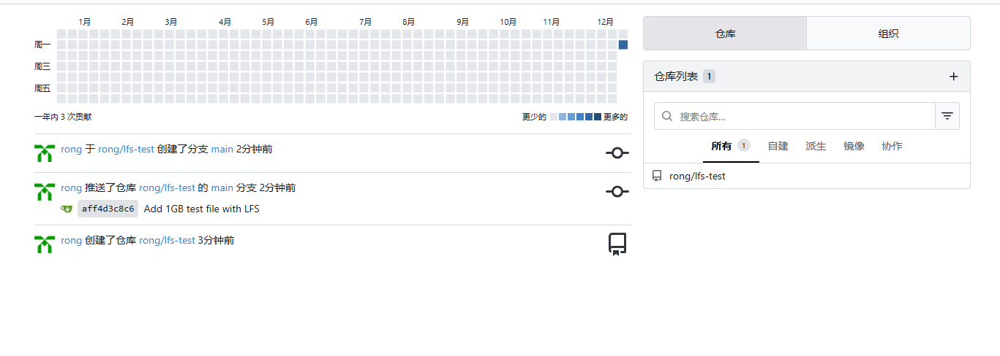 1月 2月 3月 4月 5月 6月 7月 8月 9月 10月 11月 12月
周一
周三
周五
一年内 3 次贡献 更少的 更多的
rong 于 rong/lfs-test 创建了分支 main 2分钟前
rong 推送了仓库 rong/lfs-test 的 main 分支 2分钟前
aff4d3c8c6 Add 1GB test file with LFS
rong 创建了仓库 rong/lfs-test 3分钟前
仓库 组织
仓库列表 1
搜索仓库...
所有 1 自建 派生 镜像 协作
rong/lfs-test